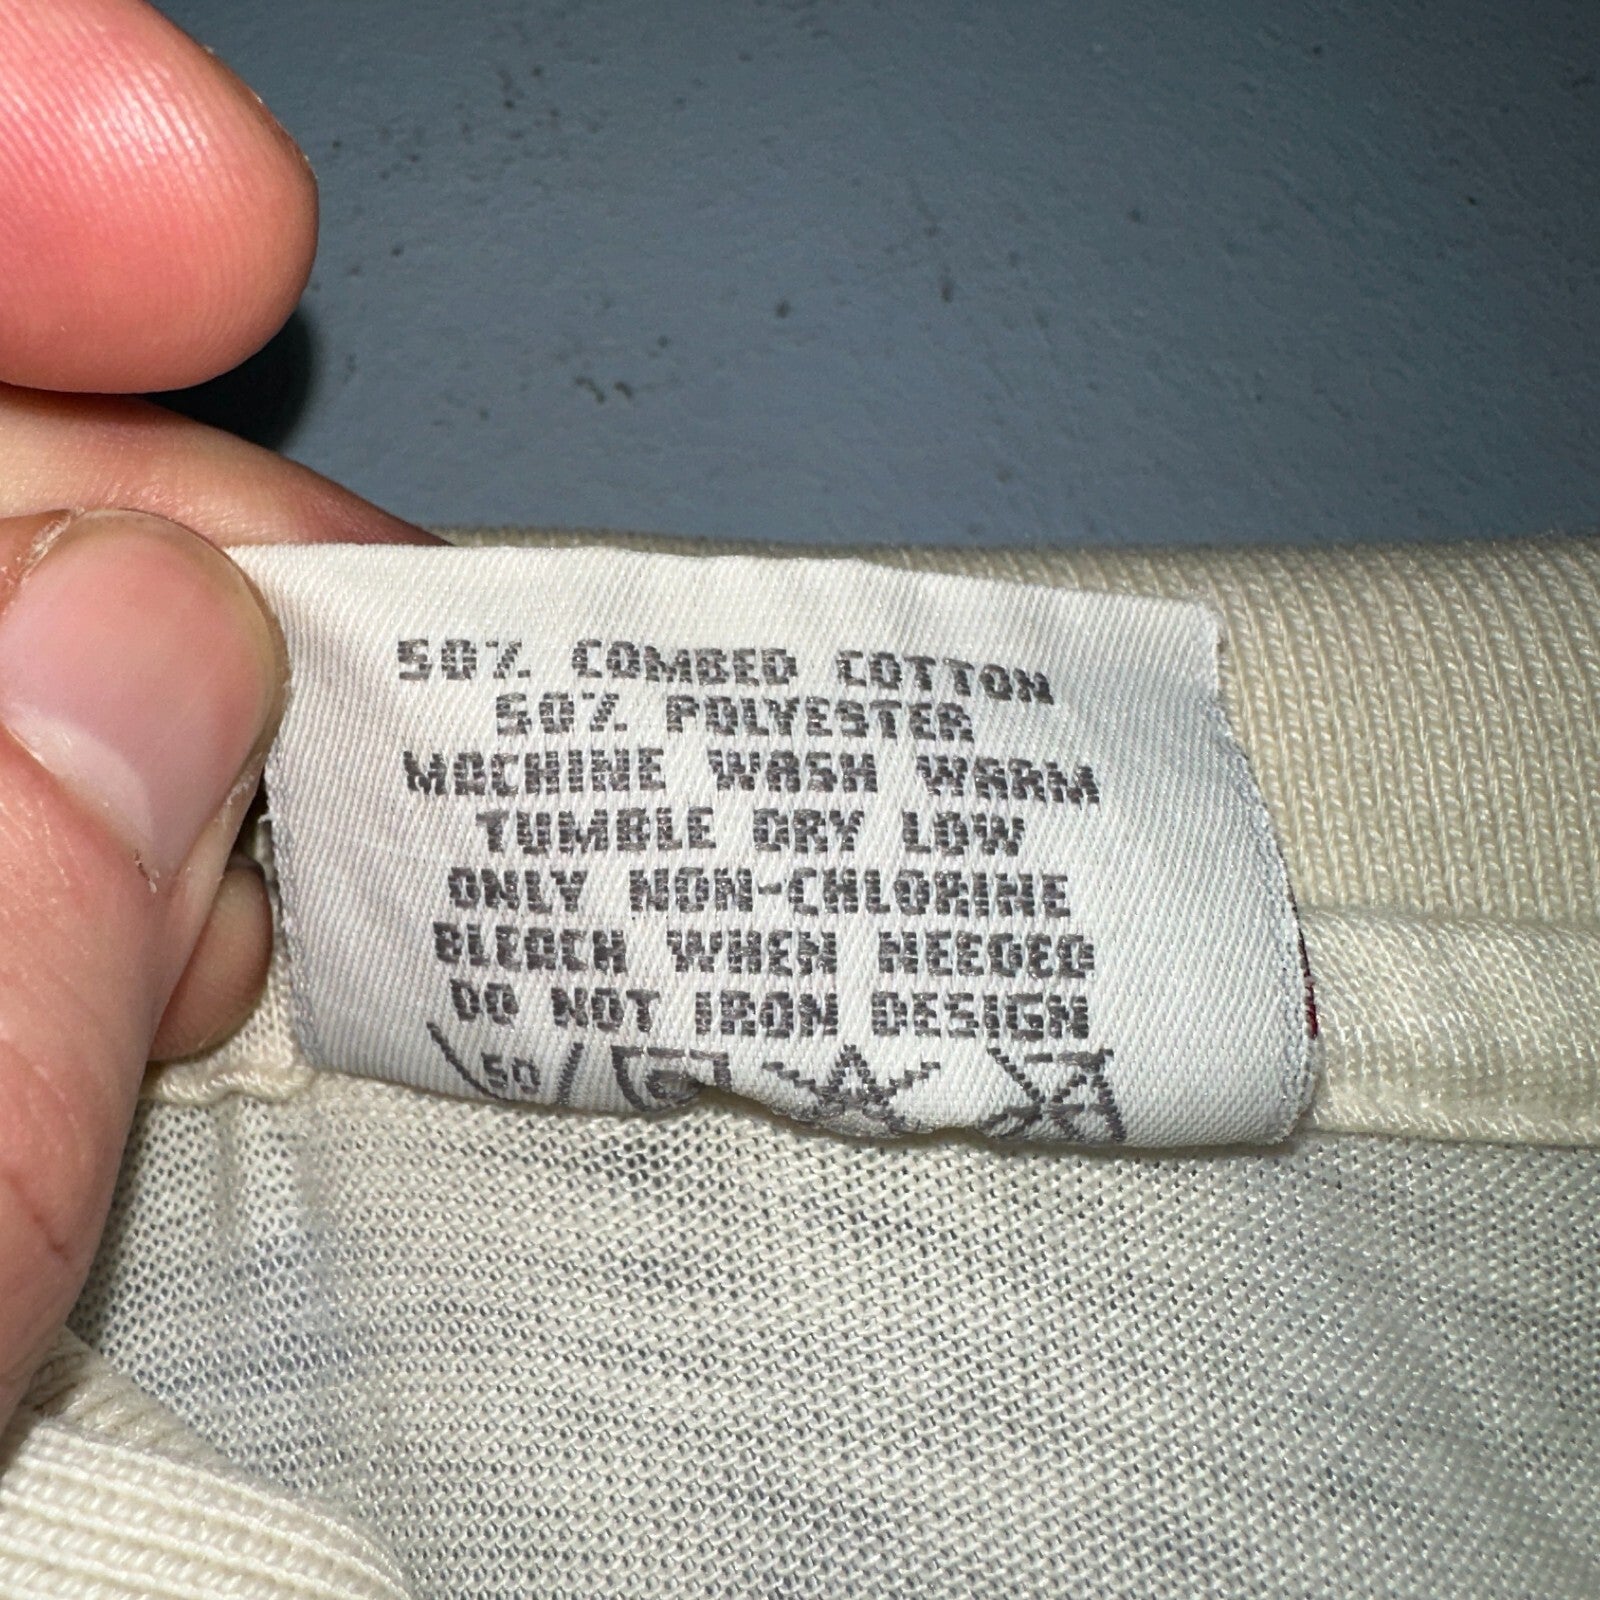 50% COMBED COTTON
50% POLYESTER
MACHINE WASH WARM
TUMBLE DRY LOW
ONLY NON-CHLORINE
BLEACH WHEN NEEDED
DO NOT IRON DESIGN
50